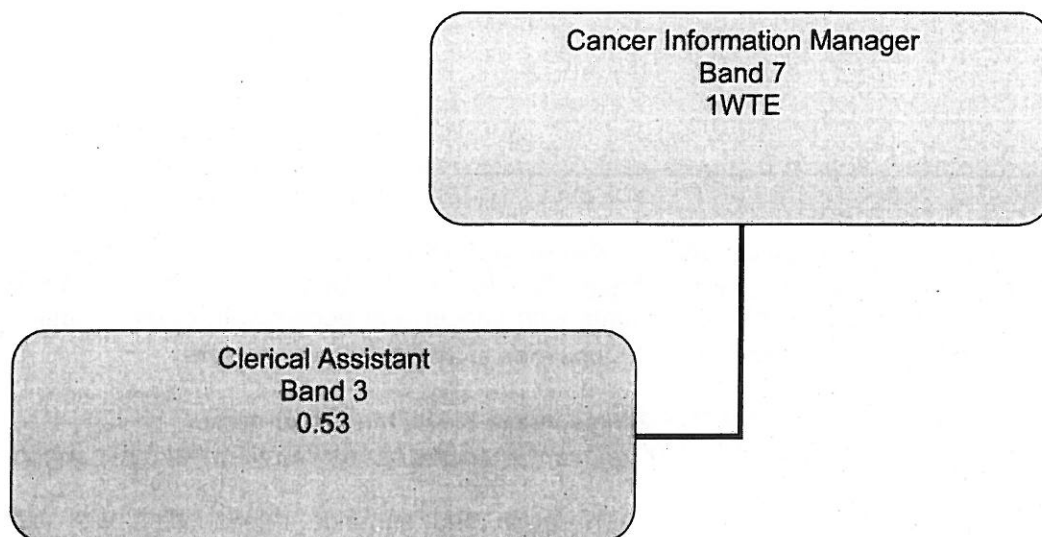 Cancer Information Manager
Band 7
1WTE
Clerical Assistant
Band 3
0.53